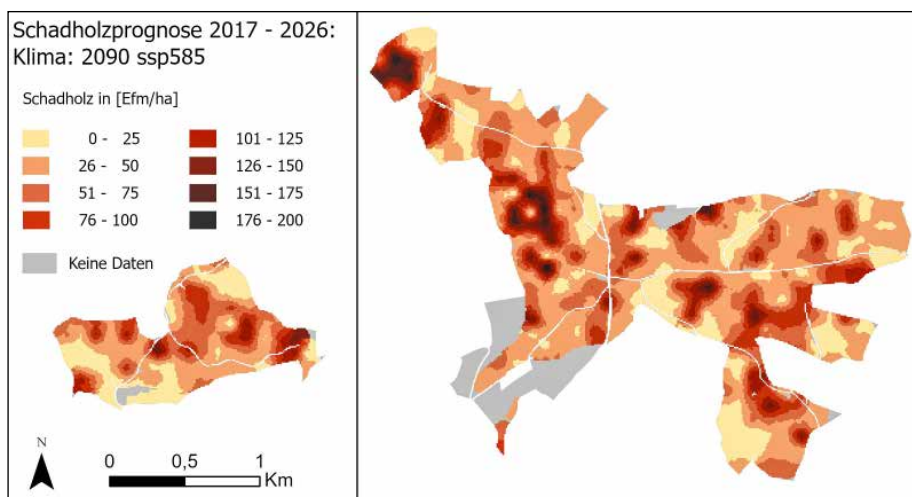 Schadholzprognose 2017 - 2026:
Klima: 2090 ssp585
Schadholz in [Efm/ha]
0 - 25
26 - 50
51 - 75
76 - 100
101 - 125
126 - 150
151 - 175
176 - 200
Keine Daten
N
0 0,5 1
Km